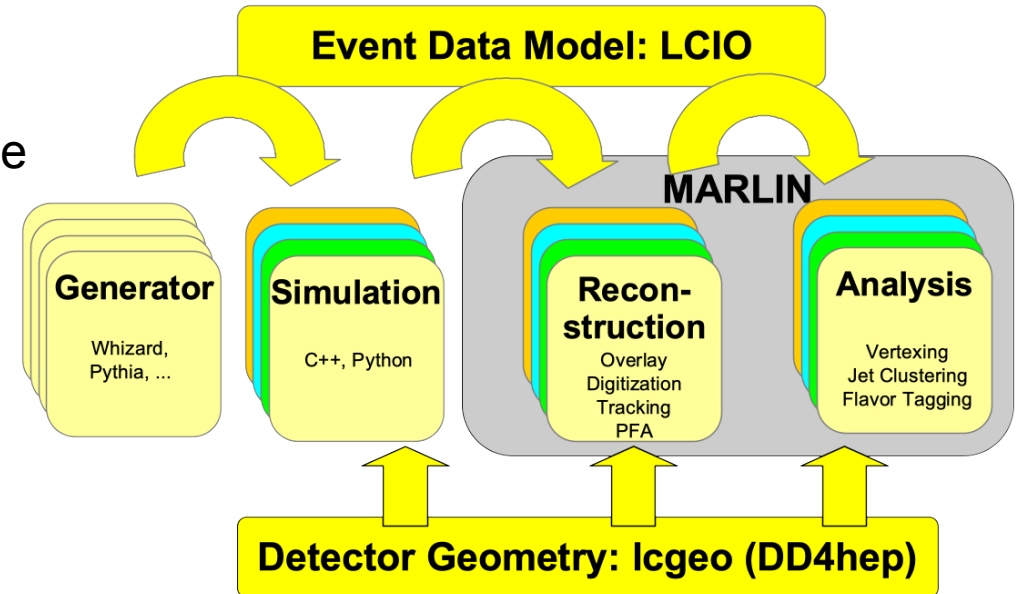 Event Data Model: LCIO
e
MARLIN
Generator
Whizard,
Pythia, ...
Simulation
C++, Python
Recon-
struction
Overlay
Digitization
Tracking
PFA
Analysis
Vertexing
Jet Clustering
Flavor Tagging
Detector Geometry: lcgeo (DD4hep)